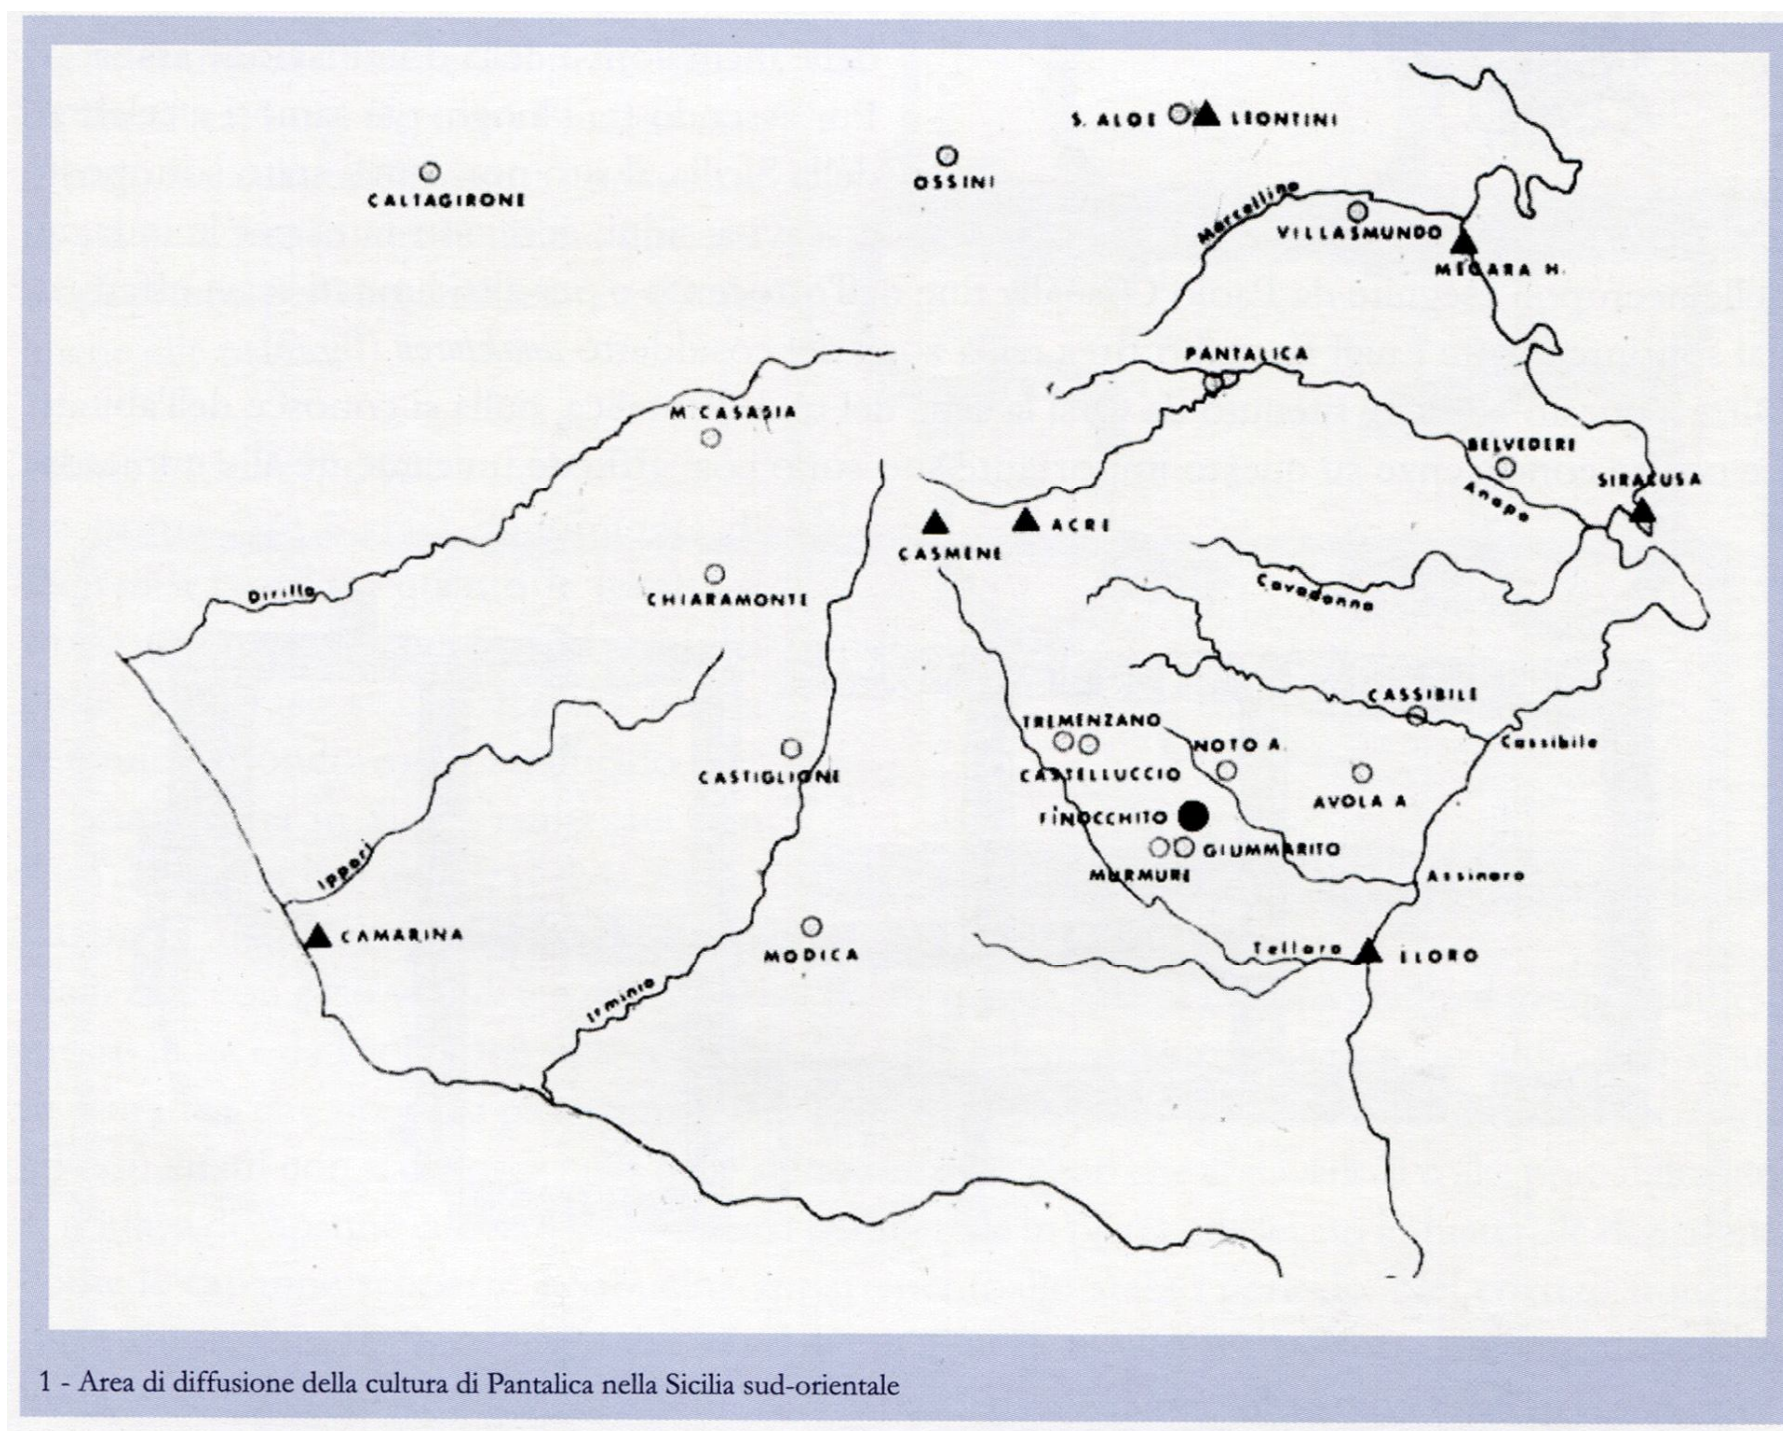 S. ALOE
LEONTINI
OSSINI
CALTAGIRONE
Marcellino
VILLASMUNDO
MEGARA H.
PANTALICA
M CASASIA
BELVEDERE
SIRACUSA
Anapo
ACRE
CASMENE
Dirillo
CHIARAMONTE
Cavadonna
CASSIBILE
TREMENZANO
NOTO A.
Cassibile
CASTIGLIONE
CASTELLUCCIO
AVOLA A
FINOCCHITO
GIUMMARITO
Ippari
MURMURE
Assinaro
CAMARINA
MODICA
Tellaro
ELORO
Irminio
1 - Area di diffusione della cultura di Pantalica nella Sicilia sud-orientale